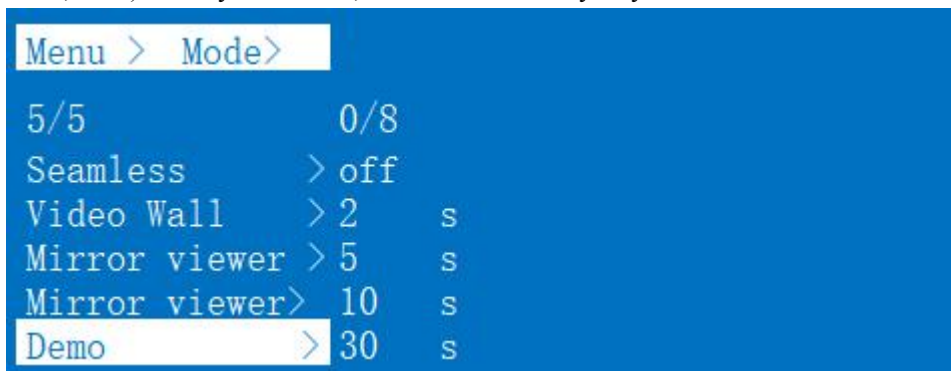 Menu > Mode>
5/5 0/8
Seamless > off
Video Wall > 2 s
Mirror viewer > 5 s
Mirror viewer> 10 s
Demo > 30 s